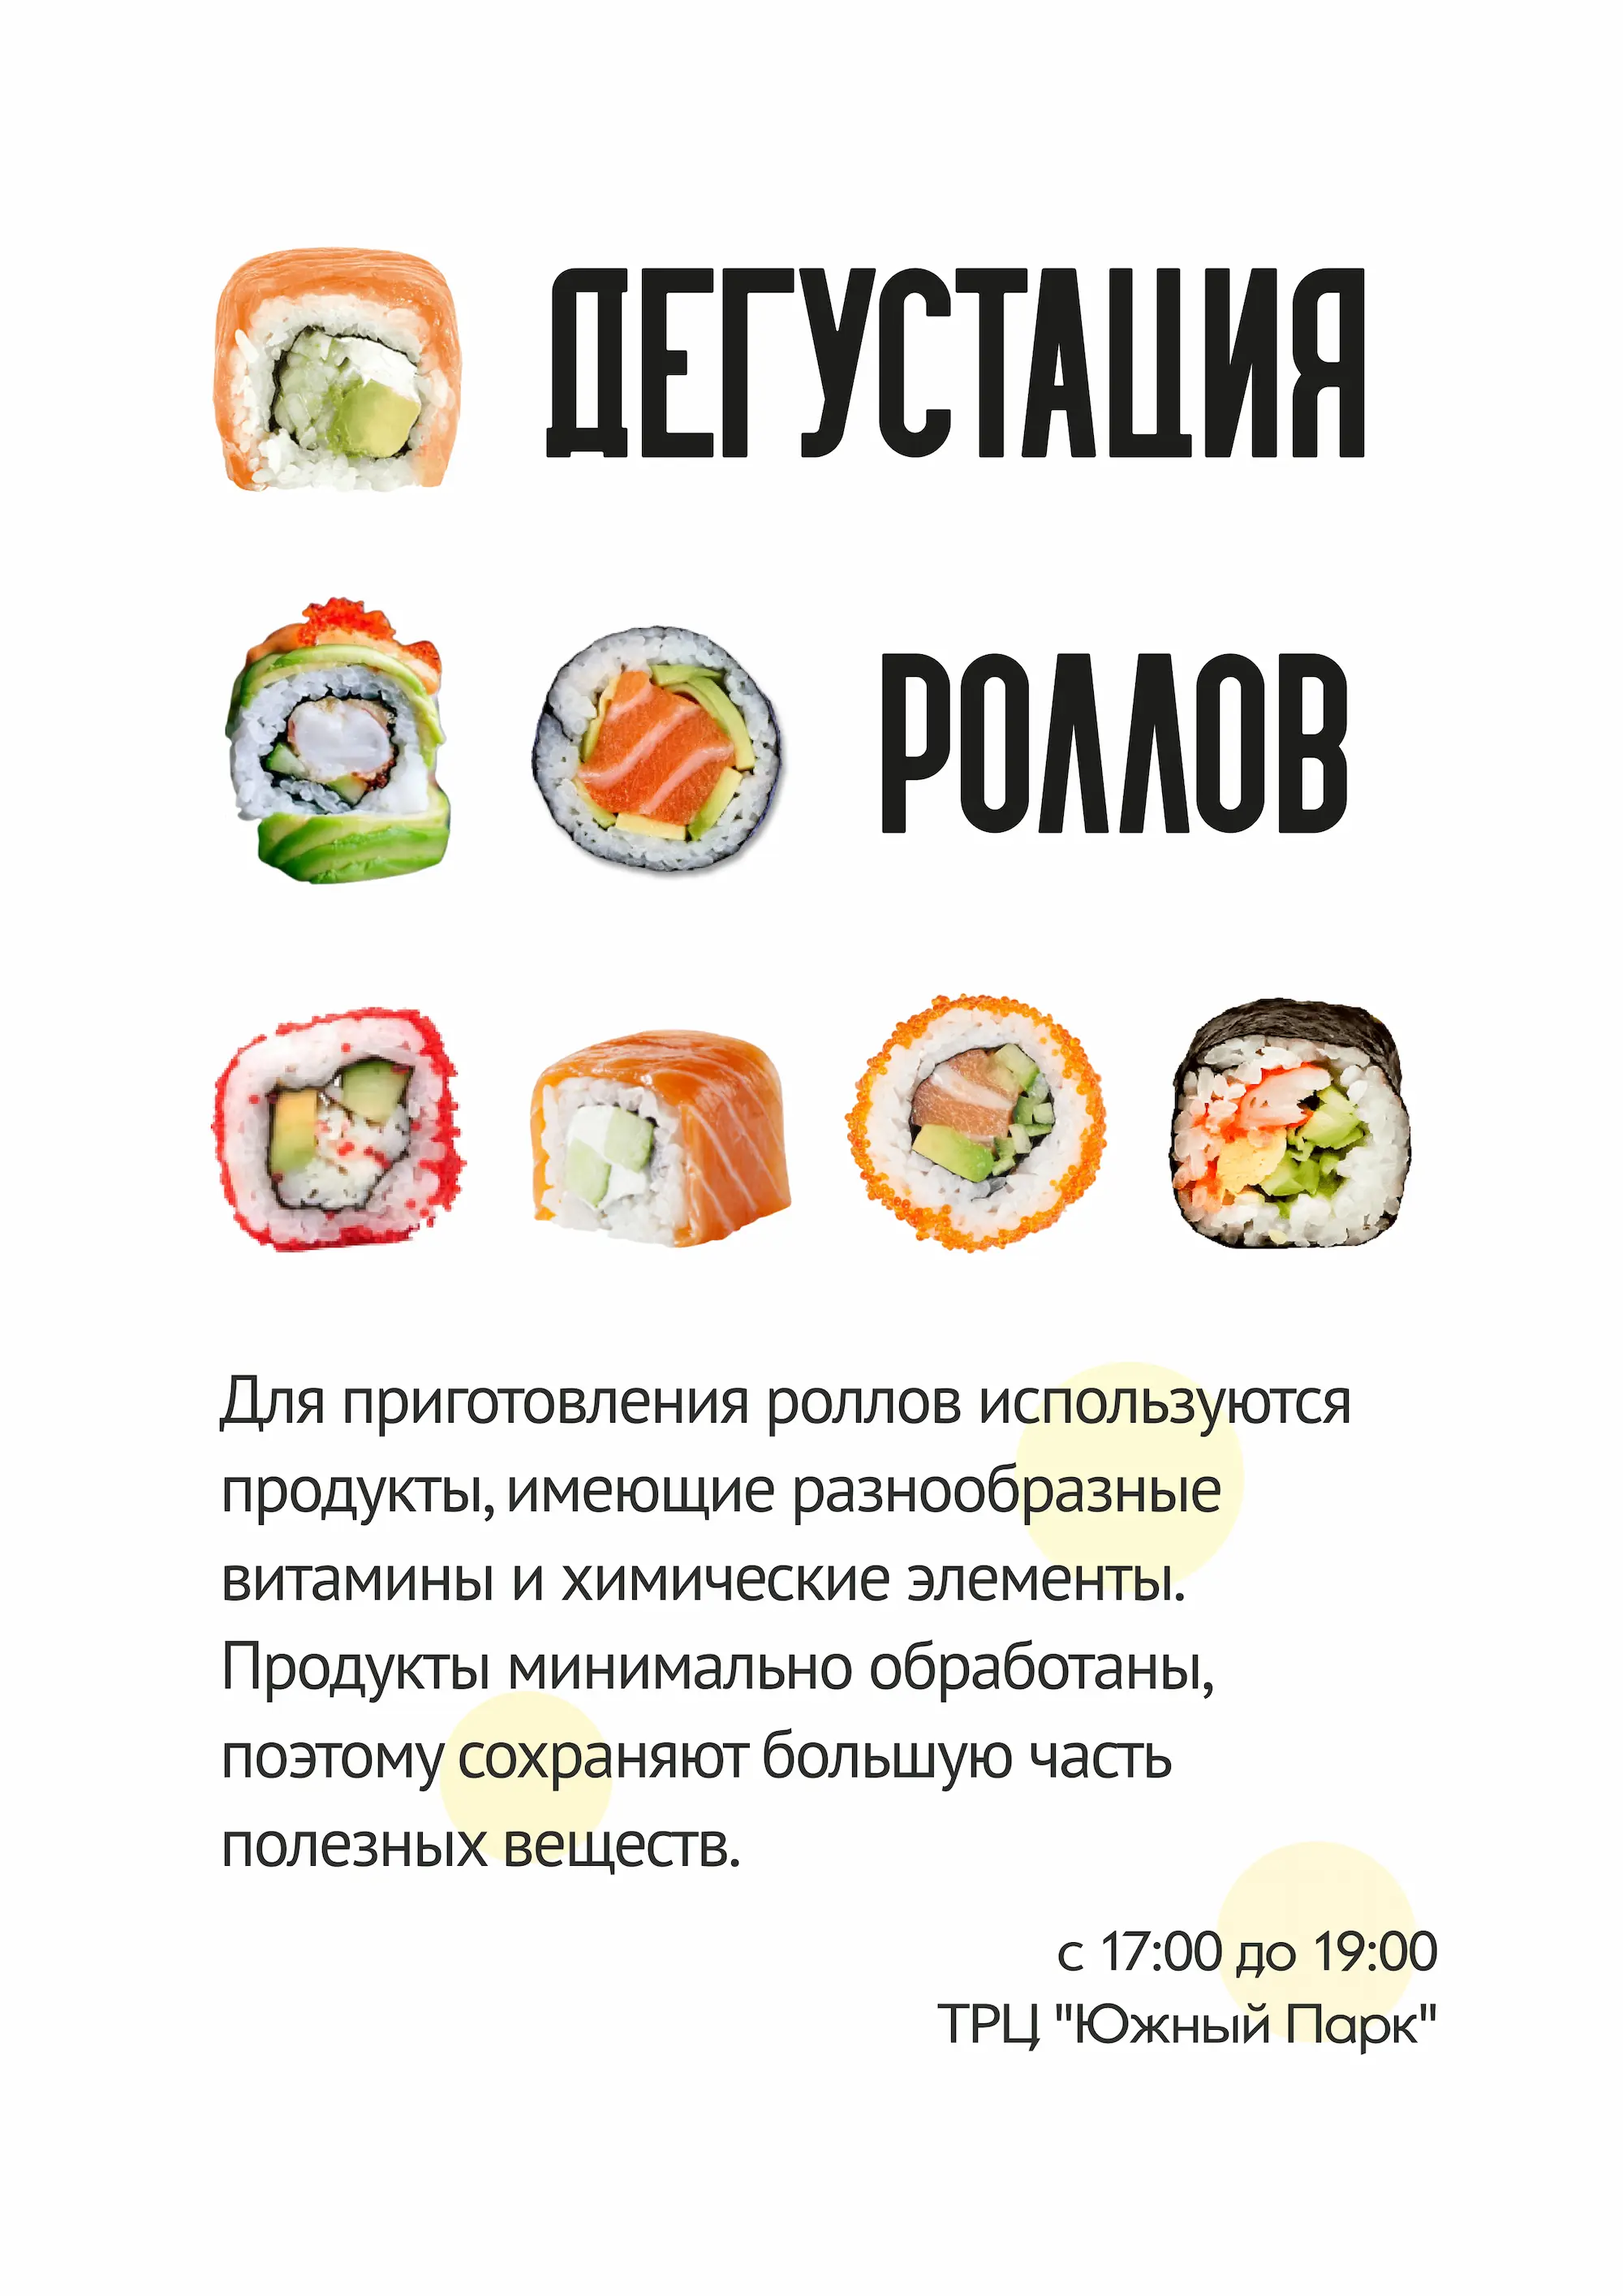 ДЕГУСТАЦИЯ
РОЛЛОВ
Для приготовления роллов используются
продукты, имеющие разнообразные
витамины и химические элементы.
Продукты минимально обработаны,
поэтому сохраняют большую часть
полезных веществ.
с 17:00 до 19:00
ТРЦ "Южный Парк"